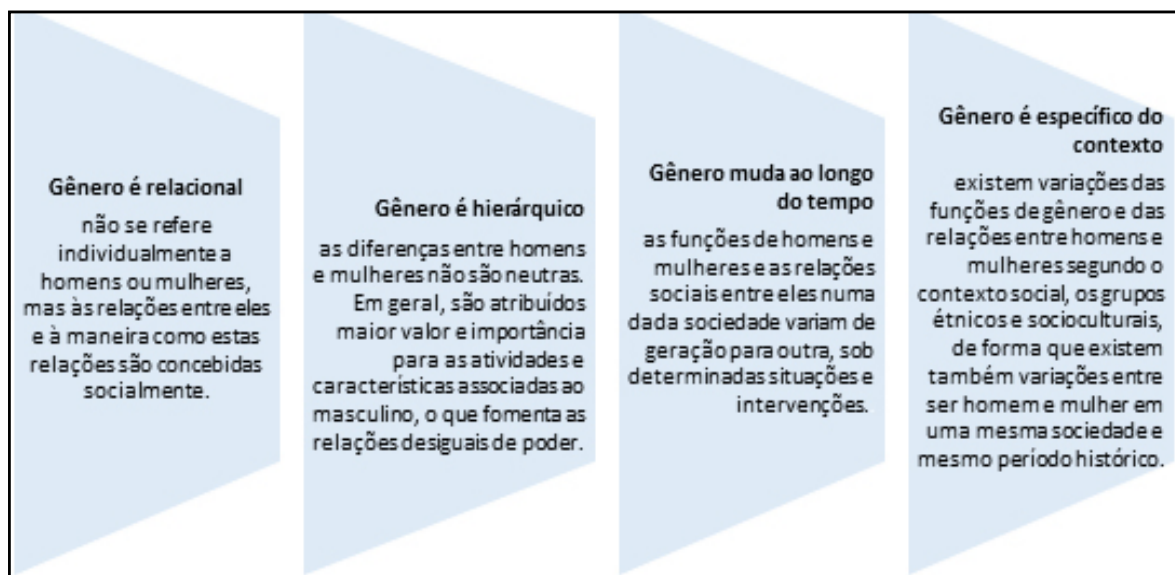 Gênero é relacional
não se refere
individualmente a
homens ou mulheres,
mas às relações entre eles
e à maneira como estas
relações são concebidas
socialmente.
Gênero é hierárquico
as diferenças entre homens
e mulheres não são neutras.
Em geral, são atribuídos
maior valor e importância
para as atividades e
características associadas ao
masculino, o que fomenta as
relações desiguais de poder.
Gênero muda ao longo
do tempo
as funções de homens e
mulheres e as relações
sociais entre eles numa
dada sociedade variam de
geração para outra, sob
determinadas situações e
intervenções.
Gênero é específico do
contexto
existem variações das
funções de gênero e das
relações entre homens e
mulheres segundo o
contexto social, os grupos
étnicos e socioculturais,
de forma que existem
também variações entre
ser homem e mulher em
uma mesma sociedade e
mesmo período histórico.